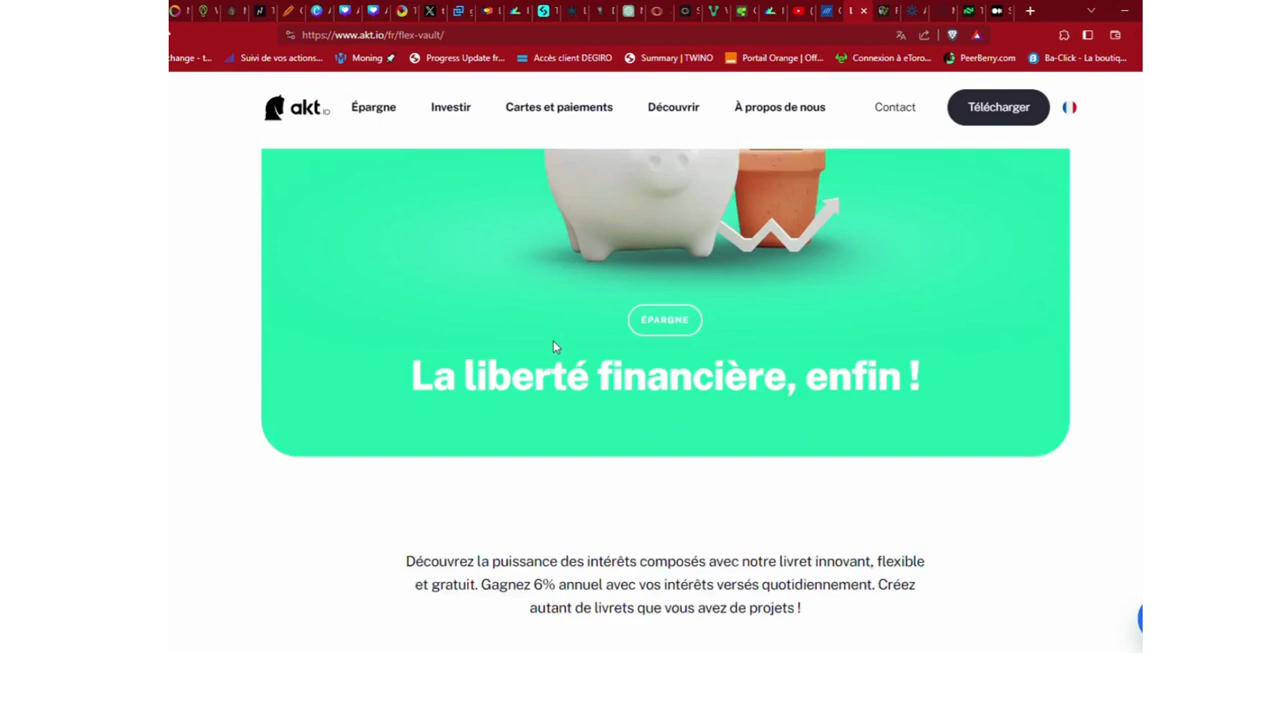 https://www.akt.io/fr/flex-vault/
change - t...
Suivi de vos actions...
Moning
Progress Update fr...
Accès client DEGIRO
Summary | TWINO
Portail Orange | Off...
Connexion à eToro...
PeerBerry.com
Ba-Click - La boutiq...
akt io
Épargne
Investir
Cartes et paiements
Découvrir
À propos de nous
Contact
Télécharger
ÉPARGNE
La liberté financière, enfin !
Découvrez la puissance des intérêts composés avec notre livret innovant, flexible
et gratuit. Gagnez 6% annuel avec vos intérêts versés quotidiennement. Créez
autant de livrets que vous avez de projets !